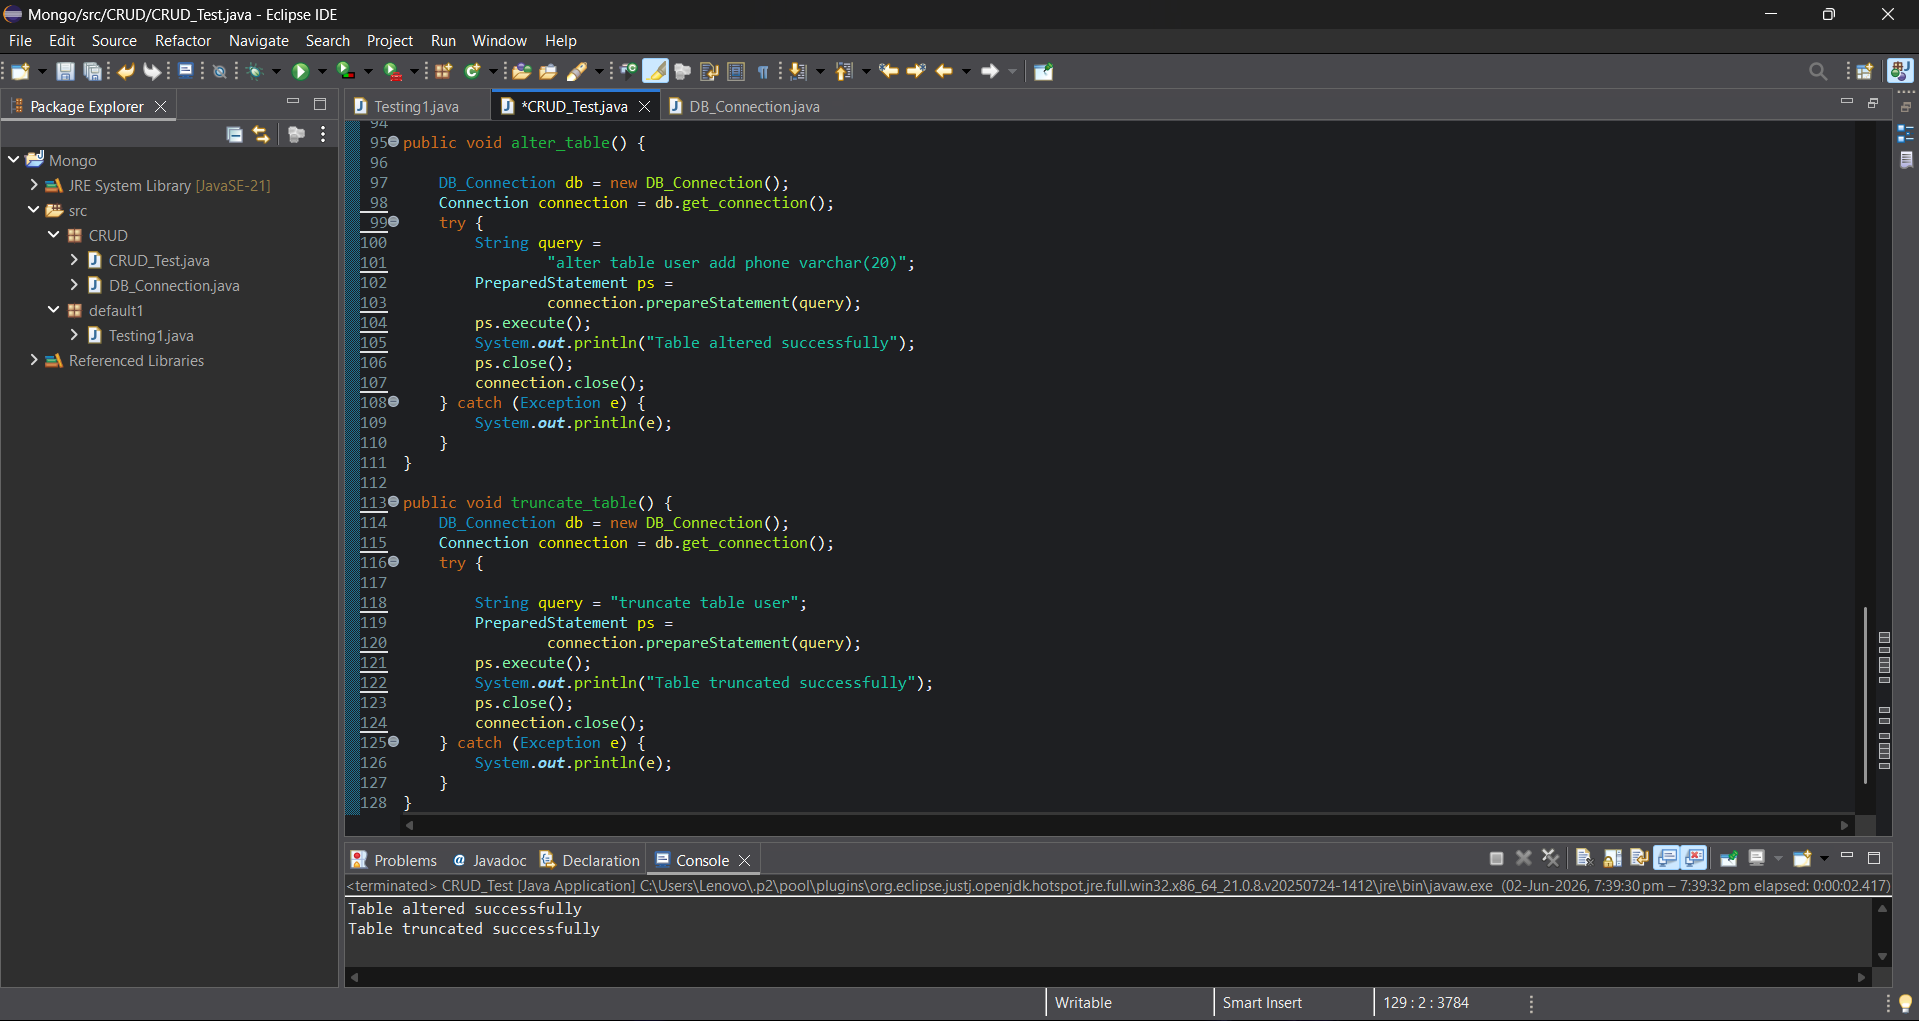 Mongo/src/CRUD/CRUD_Test.java - Eclipse IDE
File Edit Source Refactor Navigate Search Project Run Window Help
Package Explorer
Testing1.java
*CRUD_Test.java
DB_Connection.java
Mongo
JRE System Library [JavaSE-21]
src
CRUD
CRUD_Test.java
DB_Connection.java
default1
Testing1.java
Referenced Libraries
94
95 public void alter_table() {
96
97 DB_Connection db = new DB_Connection();
98 Connection connection = db.get_connection();
99 try {
100 String query =
101 "alter table user add phone varchar(20)";
102 PreparedStatement ps =
103 connection.prepareStatement(query);
104 ps.execute();
105 System.out.println("Table altered successfully");
106 ps.close();
107 connection.close();
108 } catch (Exception e) {
109 System.out.println(e);
110 }
111 }
112
113 public void truncate_table() {
114 DB_Connection db = new DB_Connection();
115 Connection connection = db.get_connection();
116 try {
117
118 String query = "truncate table user";
119 PreparedStatement ps =
120 connection.prepareStatement(query);
121 ps.execute();
122 System.out.println("Table truncated successfully");
123 ps.close();
124 connection.close();
125 } catch (Exception e) {
126 System.out.println(e);
127 }
128 }
Problems @ Javadoc Declaration Console
<terminated> CRUD_Test [Java Application] C:\Users\Lenovo\.p2\pool\plugins\org.eclipse.justj.openjdk.hotspot.jre.full.win32.x86_64_21.0.8.v20250724-1412\jre\bin\javaw.exe (02-Jun-2026, 7:39:30 pm – 7:39:32 pm elapsed: 0:00:02.417)
Table altered successfully
Table truncated successfully
Writable Smart Insert 129 : 2 : 3784